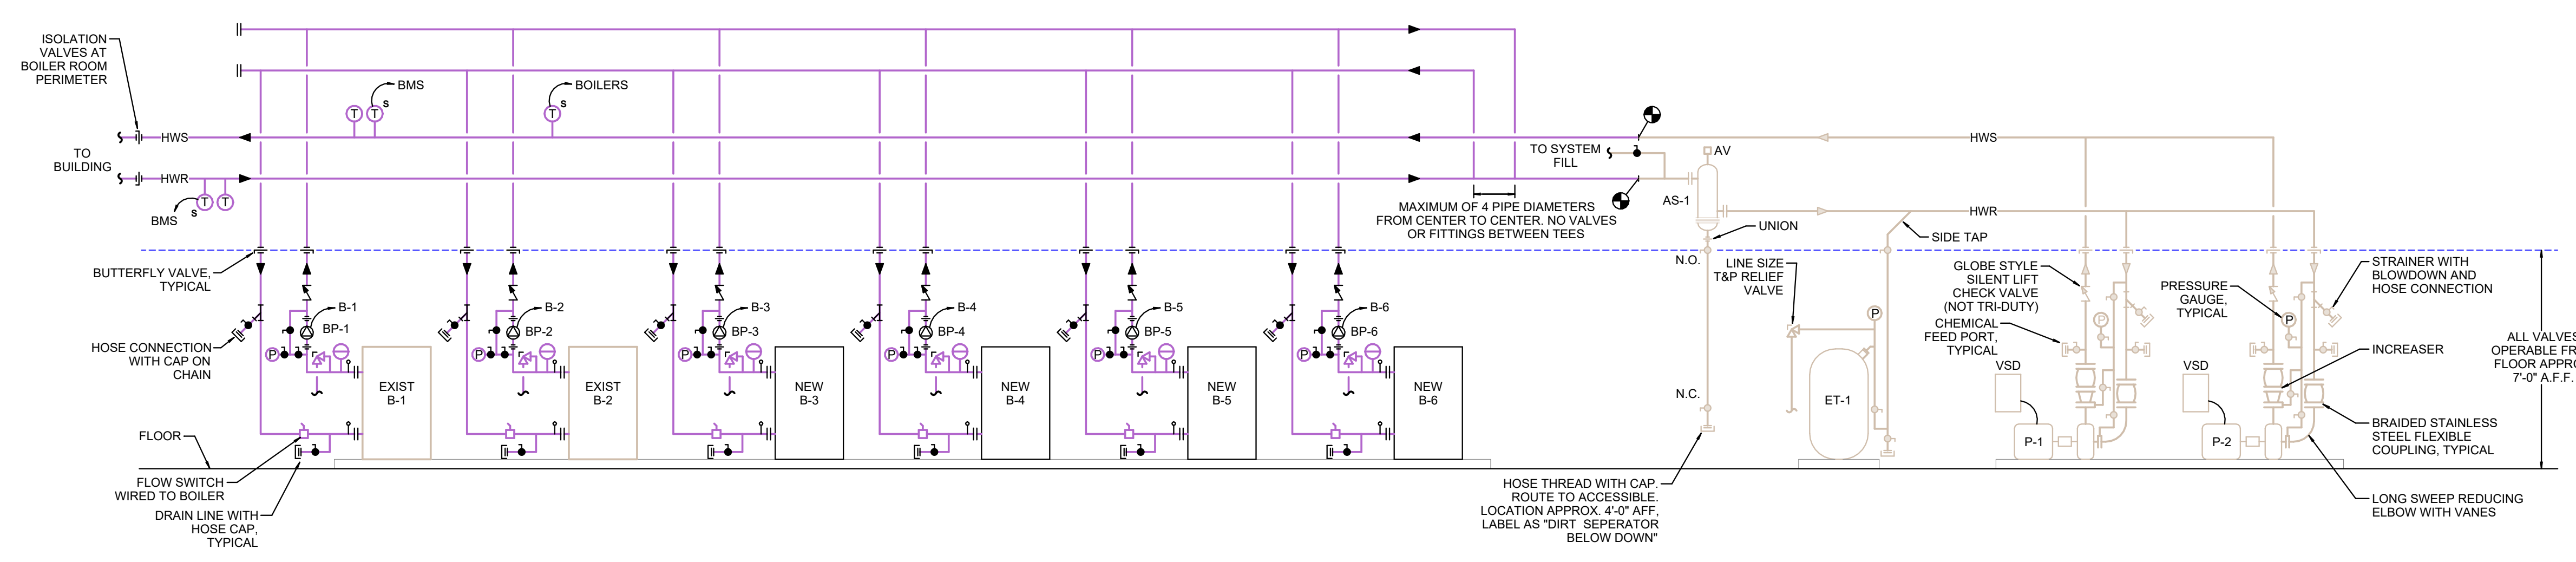 ISOLATION
VALVES AT
BOILER ROOM
PERIMETER
BMS
S
BOILERS
S
HWS
TO
BUILDING
HWR
T
T
T
T
T
BMS
S
TO SYSTEM
FILL
AV
AS-1
HWS
HWR
MAXIMUM OF 4 PIPE DIAMETERS
FROM CENTER TO CENTER. NO VALVES
OR FITTINGS BETWEEN TEES
UNION
SIDE TAP
BUTTERFLY VALVE,
TYPICAL
N.O.
LINE SIZE
T&P RELIEF
VALVE
GLOBE STYLE
SILENT LIFT
CHECK VALVE
(NOT TRI-DUTY)
PRESSURE
GAUGE,
TYPICAL
STRAINER WITH
BLOWDOWN AND
HOSE CONNECTION
B-1
B-2
B-3
B-4
B-5
B-6
BP-1
BP-2
BP-3
BP-4
BP-5
BP-6
P
P
P
P
P
P
P
P
P
HOSE CONNECTION
WITH CAP ON
CHAIN
CHEMICAL
FEED PORT,
TYPICAL
INCREASER
ALL VALVES
OPERABLE
FLOOR
7'-0" A.F.F.
EXIST
B-1
EXIST
B-2
NEW
B-3
NEW
B-4
NEW
B-5
NEW
B-6
N.C.
ET-1
VSD
VSD
P-1
P-2
BRAIDED STAINLESS
STEEL FLEXIBLE
COUPLING, TYPICAL
FLOOR
FLOW SWITCH
WIRED TO BOILER
DRAIN LINE WITH
HOSE CAP,
TYPICAL
HOSE THREAD WITH CAP.
ROUTE TO ACCESSIBLE.
LOCATION APPROX. 4'-0" AFF,
LABEL AS "DIRT SEPERATOR
BELOW DOWN"
LONG SWEEP REDUCING
ELBOW WITH VANES